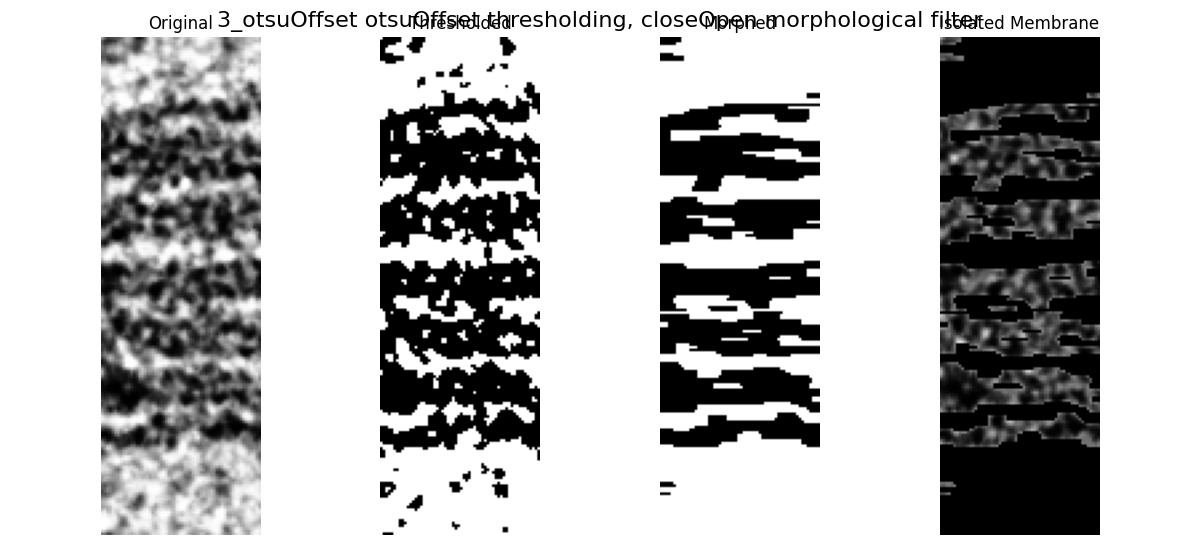 3_otsuOffset otsuOffset thresholding, closeOpen morphological filter
Original
Thresholded
Morphed
Isolated Membrane